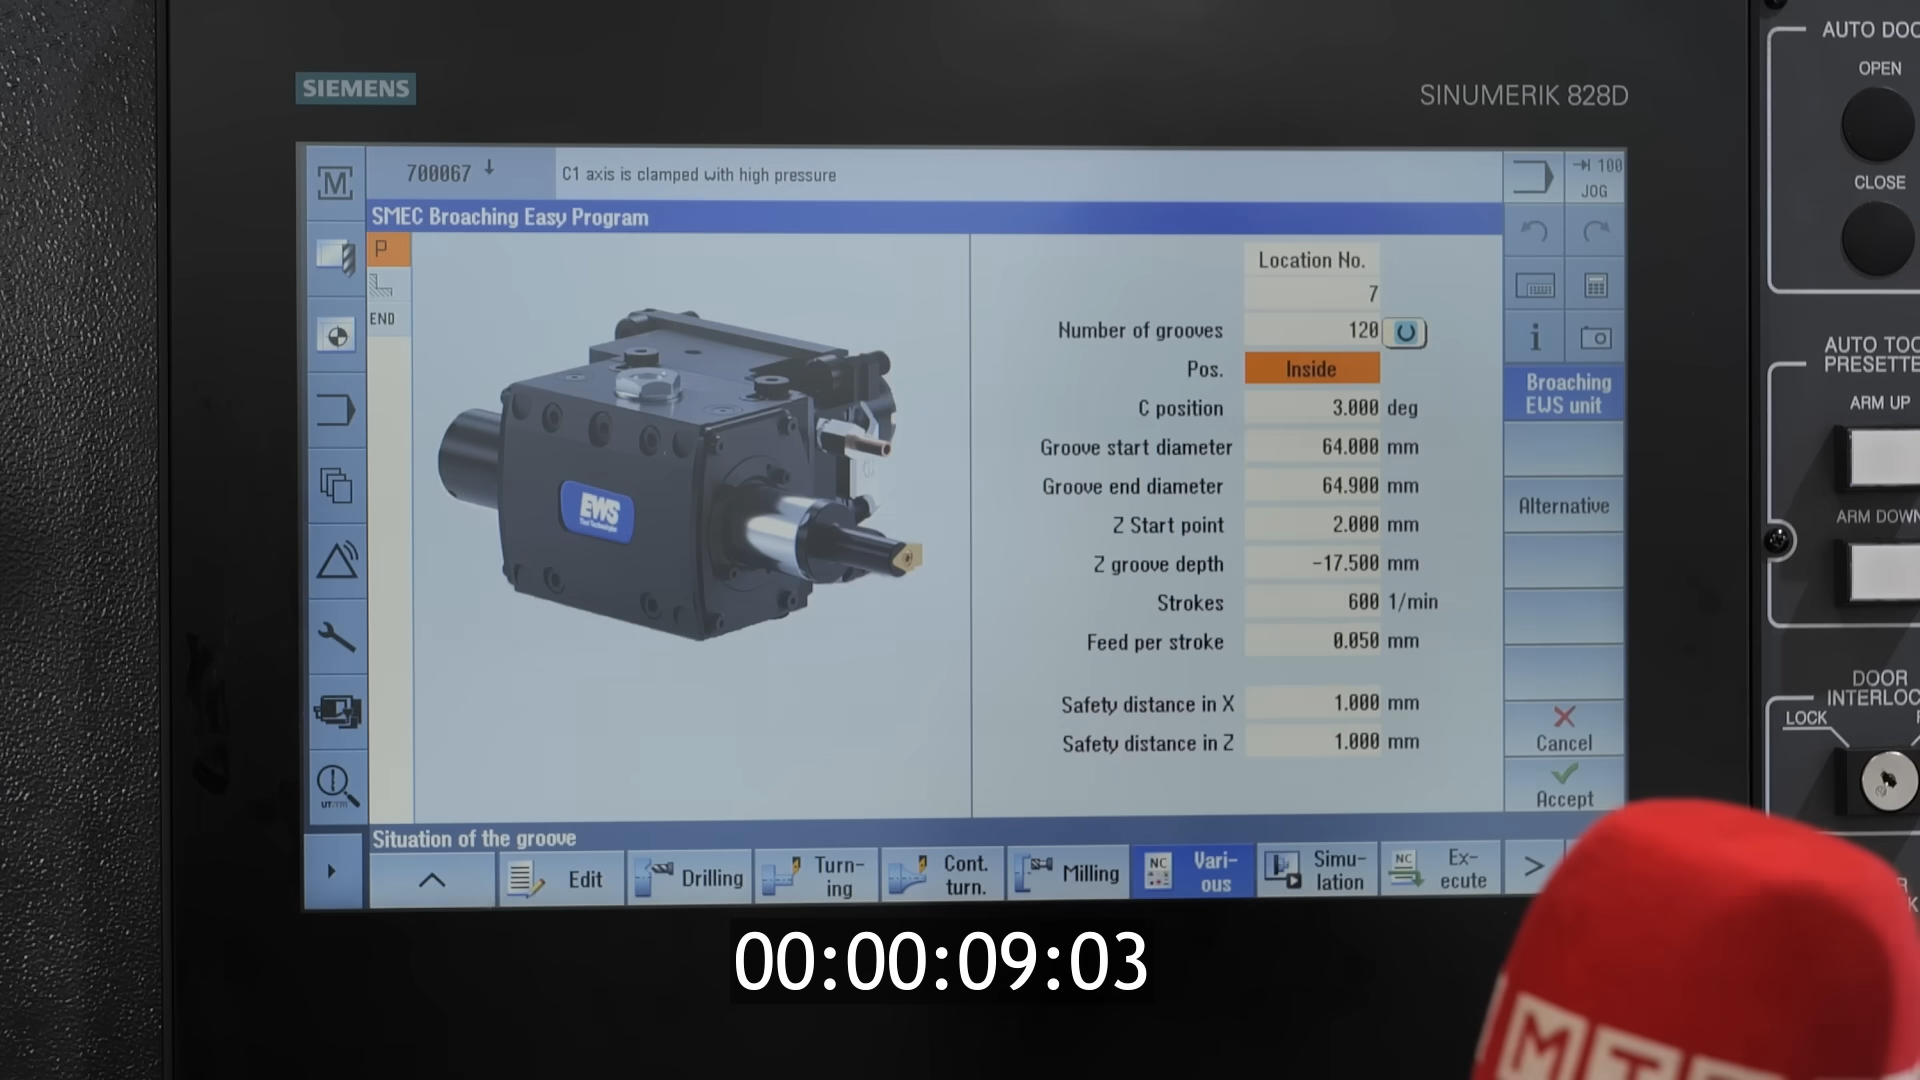 SIEMENS
SINUMERIK 828D
M
700067
C1 axis is clamped with high pressure
100
JOG
SMEC Broaching Easy Program
P
END
Location No.
7
Number of grooves 120
Pos. Inside
C position 3.000 deg
Groove start diameter 64.000 mm
Groove end diameter 64.900 mm
Z Start point 2.000 mm
Z groove depth -17.500 mm
Strokes 600 1/min
Feed per stroke 0.050 mm
Safety distance in X 1.000 mm
Safety distance in Z 1.000 mm
EWS
i
Broaching
EWS unit
Alternative
Cancel
Accept
Situation of the groove
Edit
Drilling
Turn-
ing
Cont.
turn.
Milling
NC
Vari-
ous
Simu-
lation
NC
Ex-
ecute
>
00:00:09:03
AUTO DOO
OPEN
CLOSE
AUTO TOO
PRESETTE
ARM UP
ARM DOWN
DOOR
INTERLOC
LOCK
MT